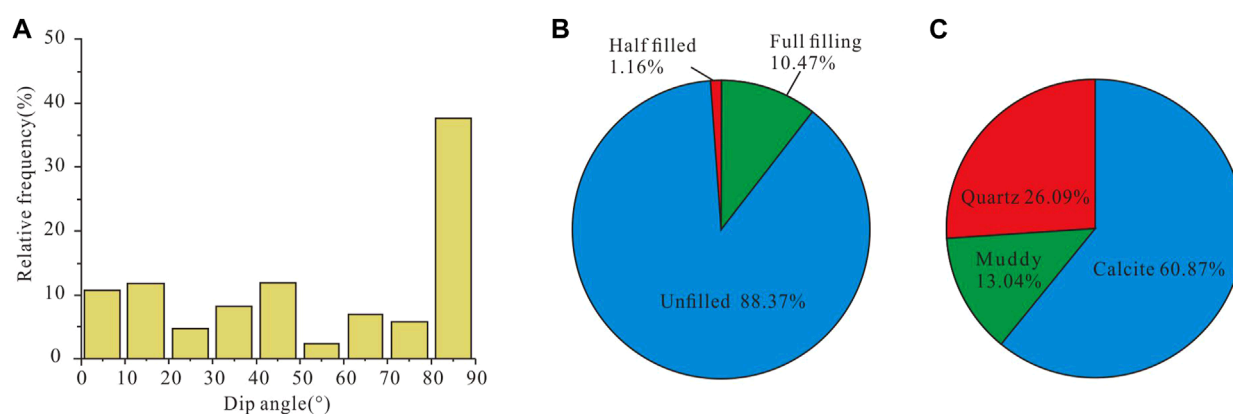 A
50
40
30
20
10
0
Relative frequency(%)
0 10 20 30 40 50 60 70 80 90
Dip angle(°)
B
Half filled
1.16%
Full filling
10.47%
Unfilled 88.37%
C
Quartz 26.09%
Muddy
13.04%
Calcite 60.87%